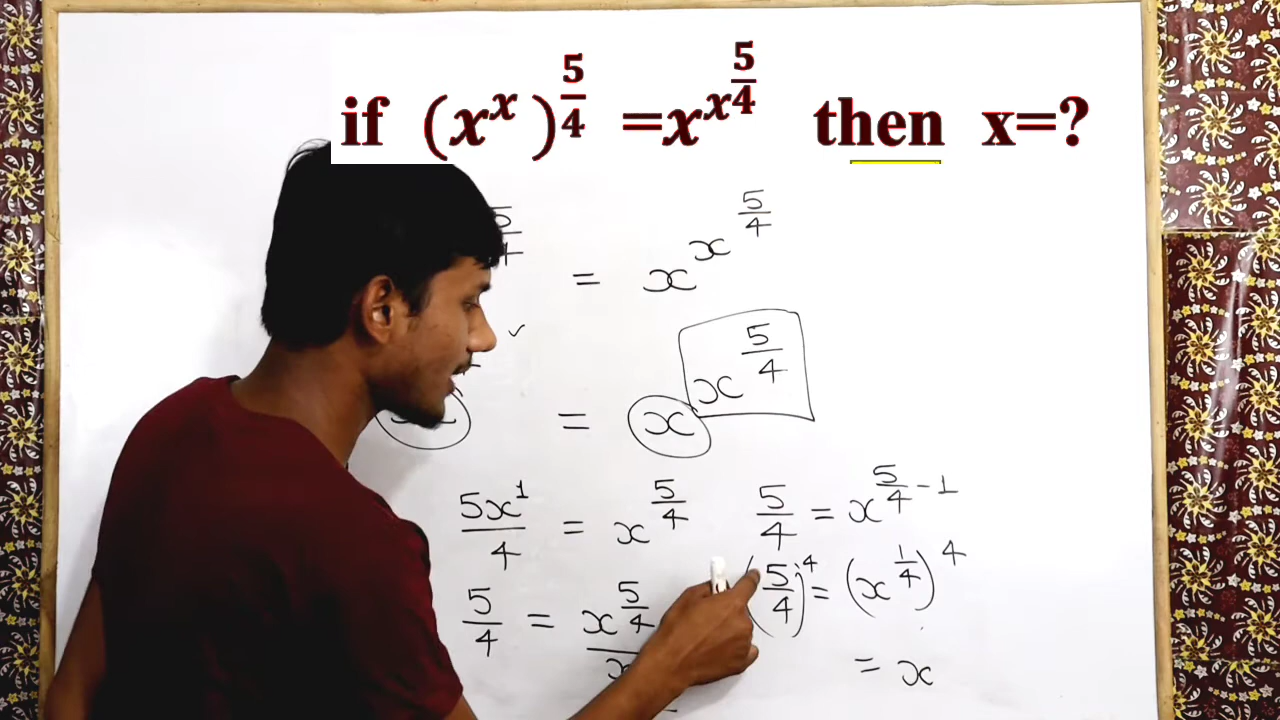 if (x^x)^{5/4} = x^{x^{5/4}} then x=?
= x^{x^{5/4}}
= x^{x^{5/4}}
5x^1/4 = x^{5/4}
5/4 = x^{5/4}
5/4 = x^{5/4 - 1}
(5/4)^4 = (x^{1/4})^4
= x